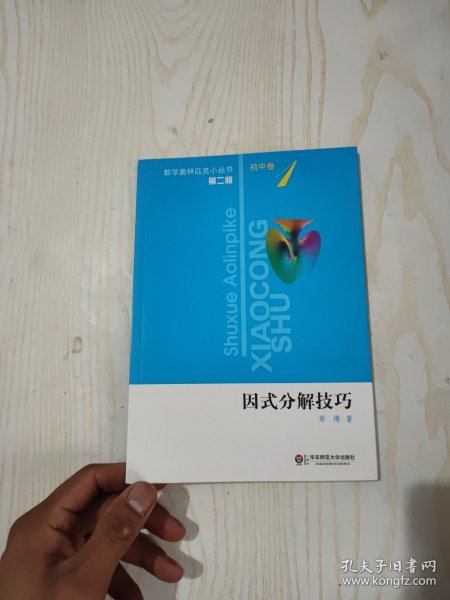 数学奥林匹克小丛书
第二版
初中卷
1
Shuxue Aolinpike
XIAOCONG
SHU
因式分解技巧
单 墫 著
华东师范大学出版社
孔夫子旧书网
www.kongfz.com